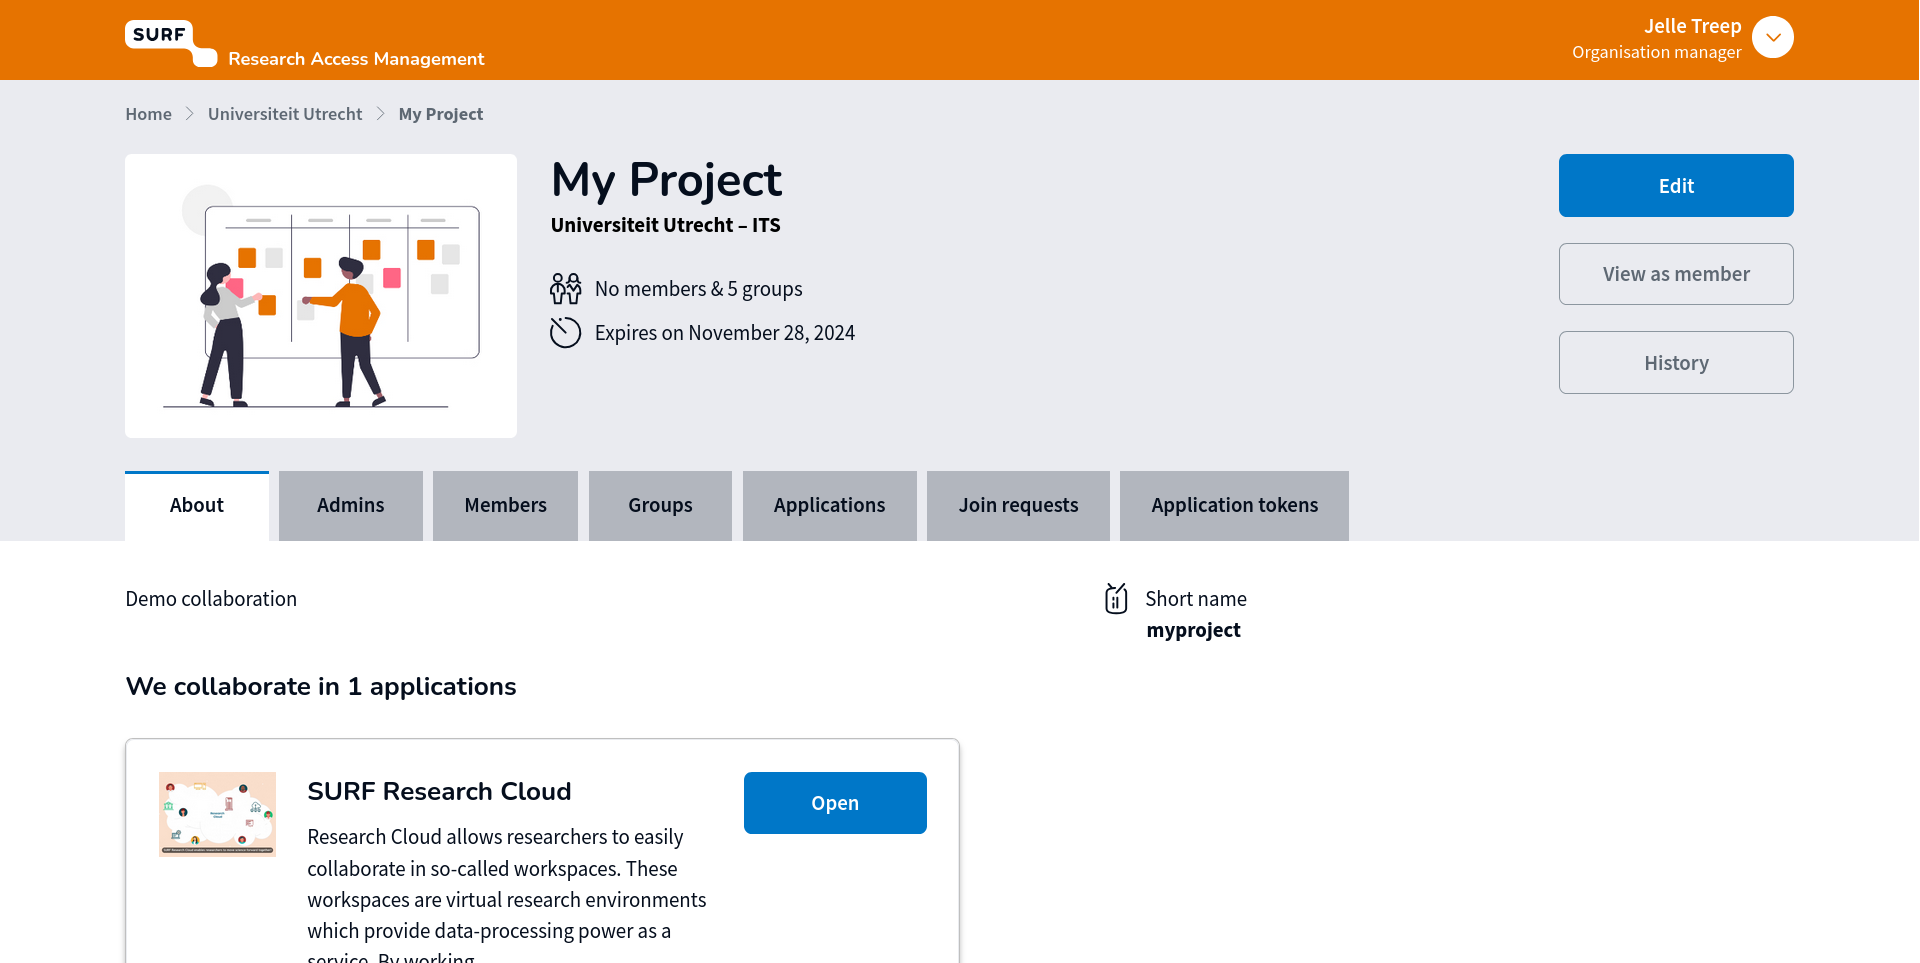 SURF
Research Access Management
Jelle Treep
Organisation manager
Home
Universiteit Utrecht
My Project
My Project
Universiteit Utrecht – ITS
No members & 5 groups
Expires on November 28, 2024
Edit
View as member
History
About
Admins
Members
Groups
Applications
Join requests
Application tokens
Demo collaboration
Short name
myproject
We collaborate in 1 applications
SURF Research Cloud
Open
Research Cloud allows researchers to easily
collaborate in so-called workspaces. These
workspaces are virtual research environments
which provide data-processing power as a
service. By working